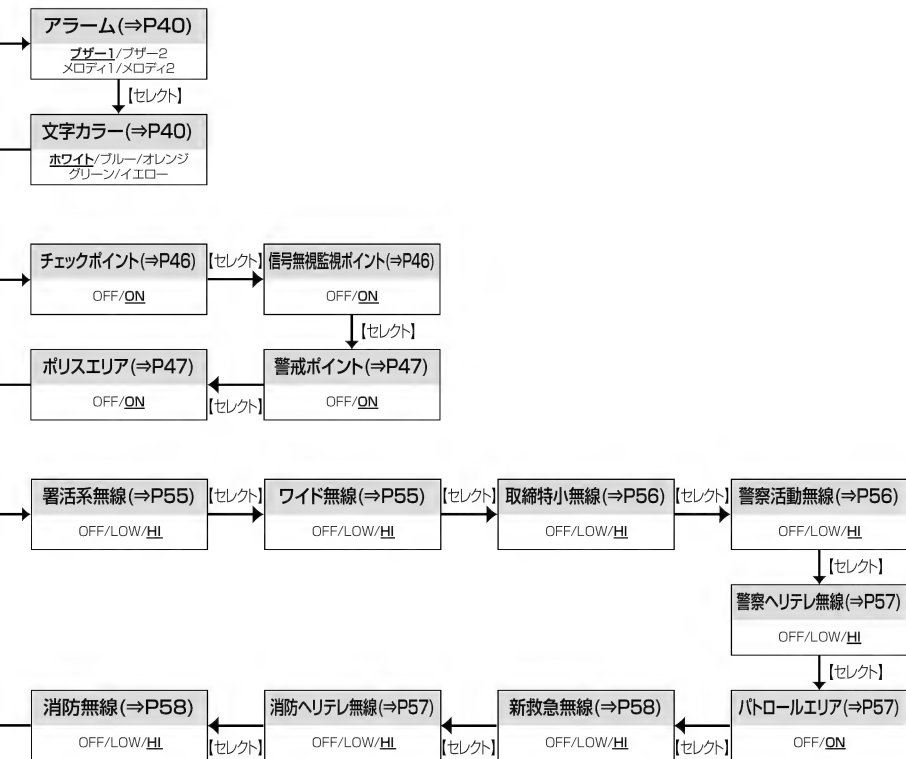 アラーム(⇒P40)
ブザー1/ブザー2
メロディ1/メロディ2
【セレクト】
文字カラー(⇒P40)
ホワイト/ブルー/オレンジ
グリーン/イエロー
チェックポイント(⇒P46)
OFF/ON
【セレクト】
信号無視監視ポイント(⇒P46)
OFF/ON
【セレクト】
警戒ポイント(⇒P47)
OFF/ON
【セレクト】
ポリスエリア(⇒P47)
OFF/ON
署活系無線(⇒P55)
OFF/LOW/HI
【セレクト】
ワイド無線(⇒P55)
OFF/LOW/HI
【セレクト】
取締特小無線(⇒P56)
OFF/LOW/HI
【セレクト】
警察活動無線(⇒P56)
OFF/LOW/HI
【セレクト】
警察ヘリテレ無線(⇒P57)
OFF/LOW/HI
【セレクト】
パトロールエリア(⇒P57)
OFF/ON
【セレクト】
新救急無線(⇒P58)
OFF/LOW/HI
【セレクト】
消防ヘリテレ無線(⇒P57)
OFF/LOW/HI
【セレクト】
消防無線(⇒P58)
OFF/LOW/HI